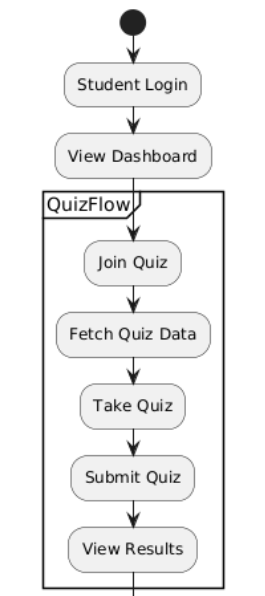 Student Login
View Dashboard
QuizFlow
Join Quiz
Fetch Quiz Data
Take Quiz
Submit Quiz
View Results